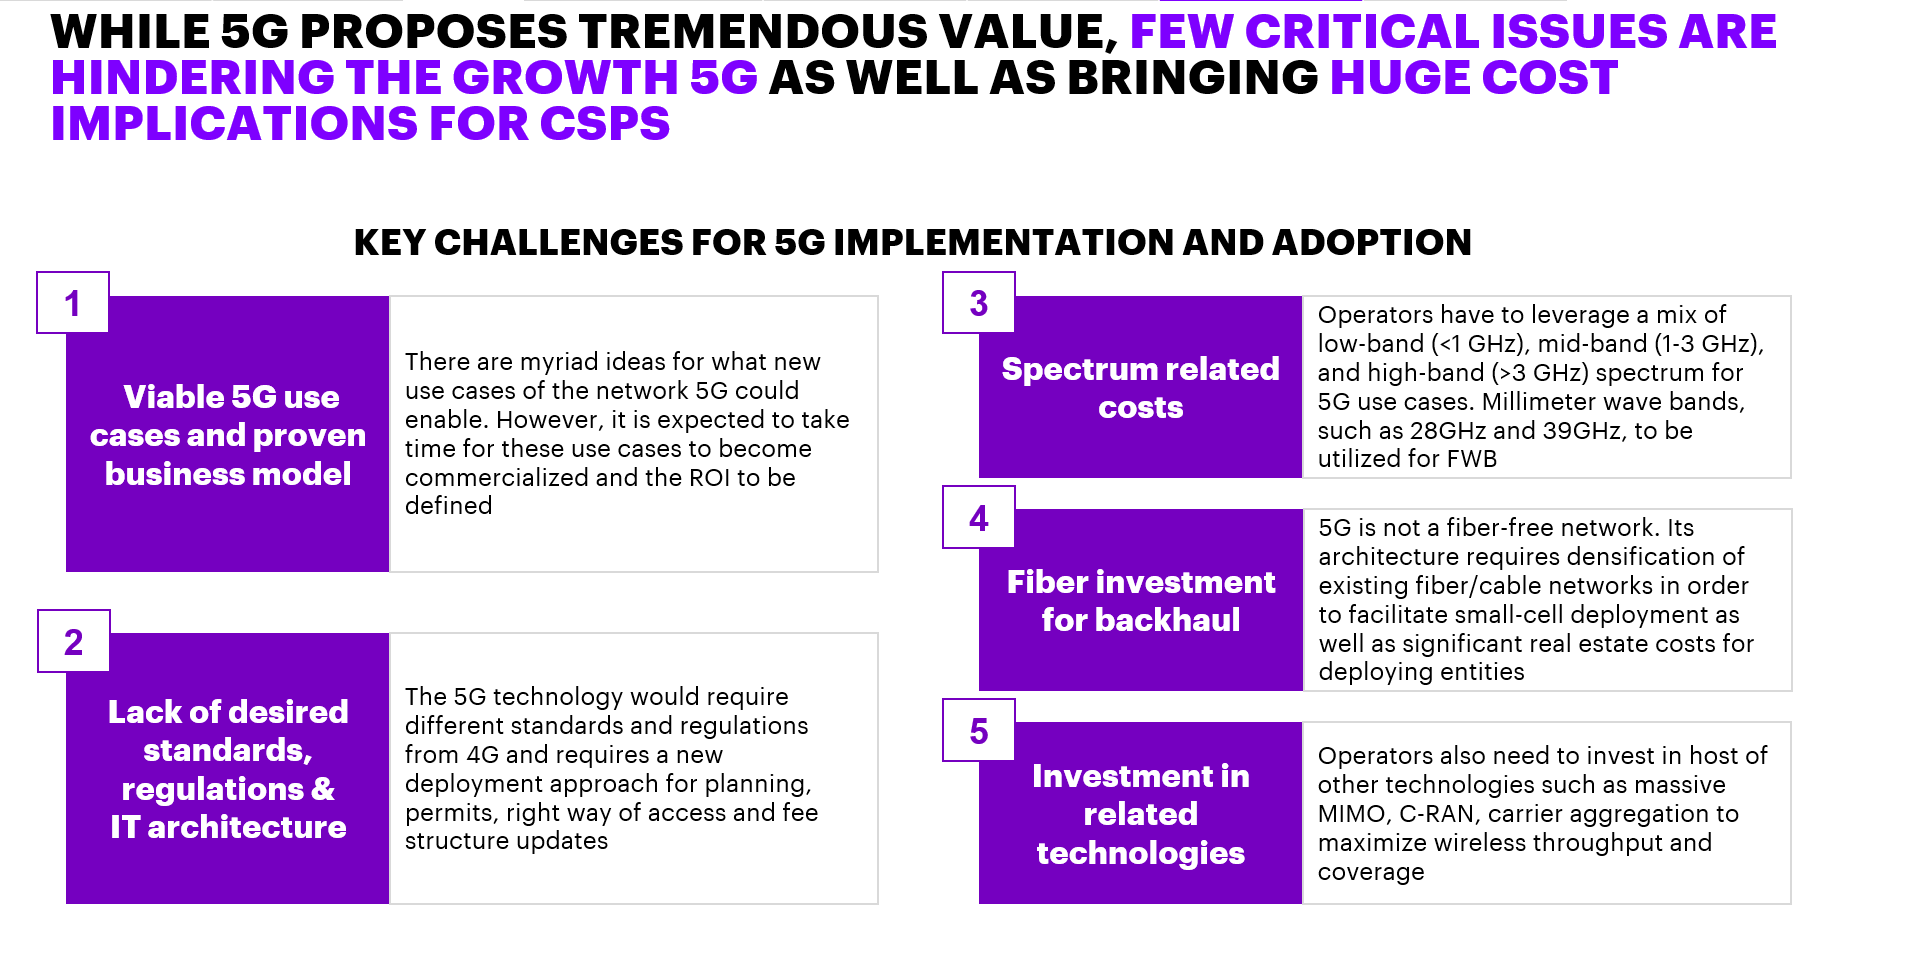 WHILE 5G PROPOSES TREMENDOUS VALUE, FEW CRITICAL ISSUES ARE
HINDERING THE GROWTH 5G AS WELL AS BRINGING HUGE COST
IMPLICATIONS FOR CSPS
KEY CHALLENGES FOR 5G IMPLEMENTATION AND ADOPTION
1
Viable 5G use
cases and proven
business model
There are myriad ideas for what new
use cases of the network 5G could
enable. However, it is expected to take
time for these use cases to become
commercialized and the ROI to be
defined
2
Lack of desired
standards,
regulations &
IT architecture
The 5G technology would require
different standards and regulations
from 4G and requires a new
deployment approach for planning,
permits, right way of access and fee
structure updates
3
Spectrum related
costs
Operators have to leverage a mix of
low-band (<1 GHz), mid-band (1-3 GHz),
and high-band (>3 GHz) spectrum for
5G use cases. Millimeter wave bands,
such as 28GHz and 39GHz, to be
utilized for FWB
4
Fiber investment
for backhaul
5G is not a fiber-free network. Its
architecture requires densification of
existing fiber/cable networks in order
to facilitate small-cell deployment as
well as significant real estate costs for
deploying entities
5
Investment in
related
technologies
Operators also need to invest in host of
other technologies such as massive
MIMO, C-RAN, carrier aggregation to
maximize wireless throughput and
coverage